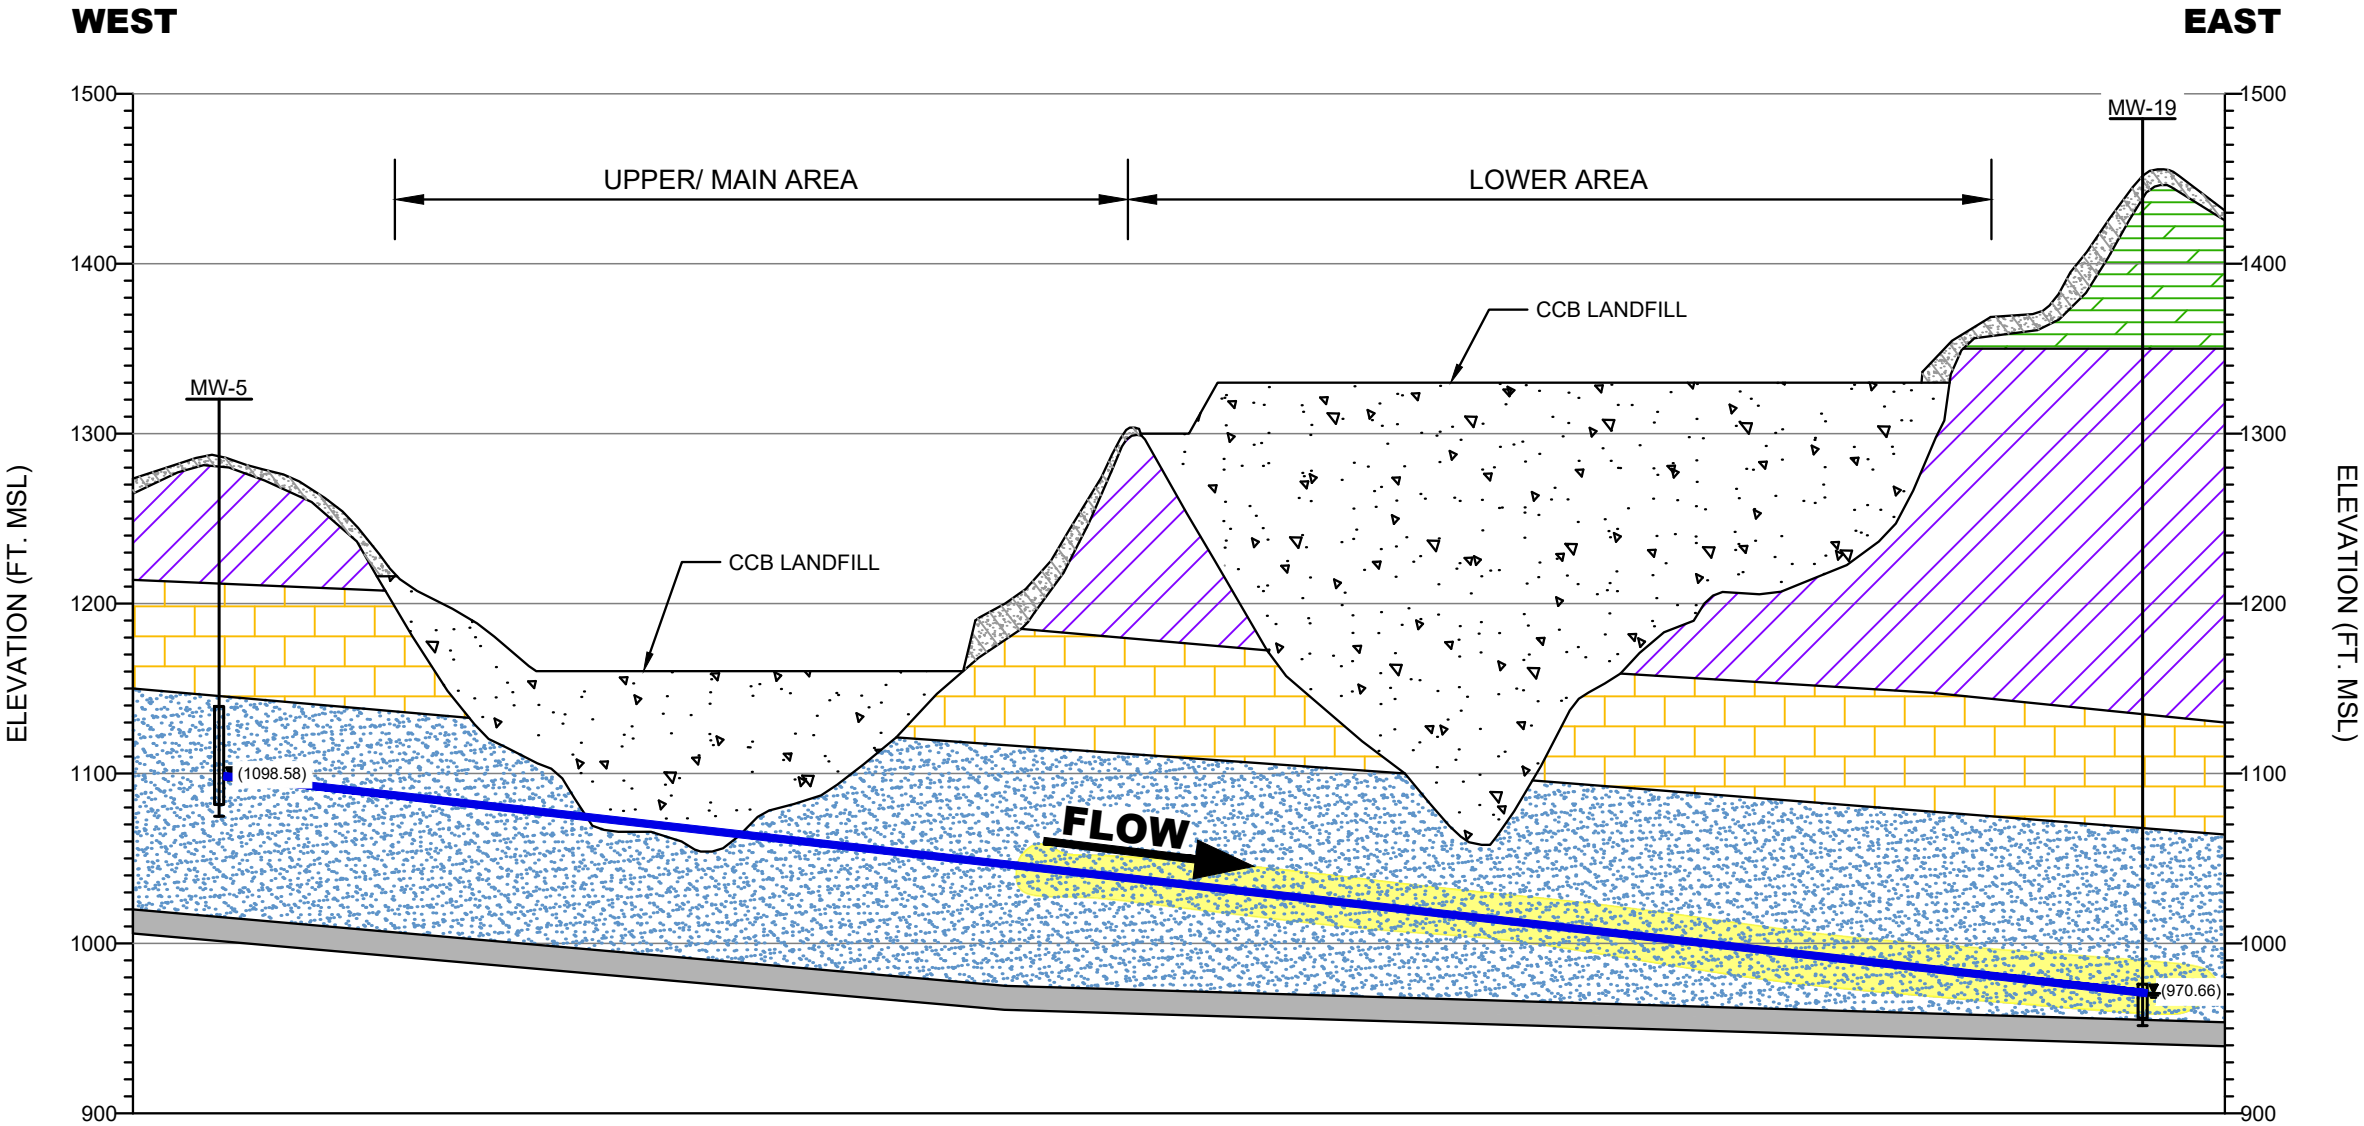 WEST
EAST
1500
1500
MW-19
UPPER/ MAIN AREA
LOWER AREA
1400
1400
CCB LANDFILL
MW-5
1300
1300
ELEVATION (FT. MSL)
ELEVATION (FT. MSL)
CCB LANDFILL
1200
1200
1100
(1098.58)
1100
FLOW
1000
1000
(970.66)
900
900